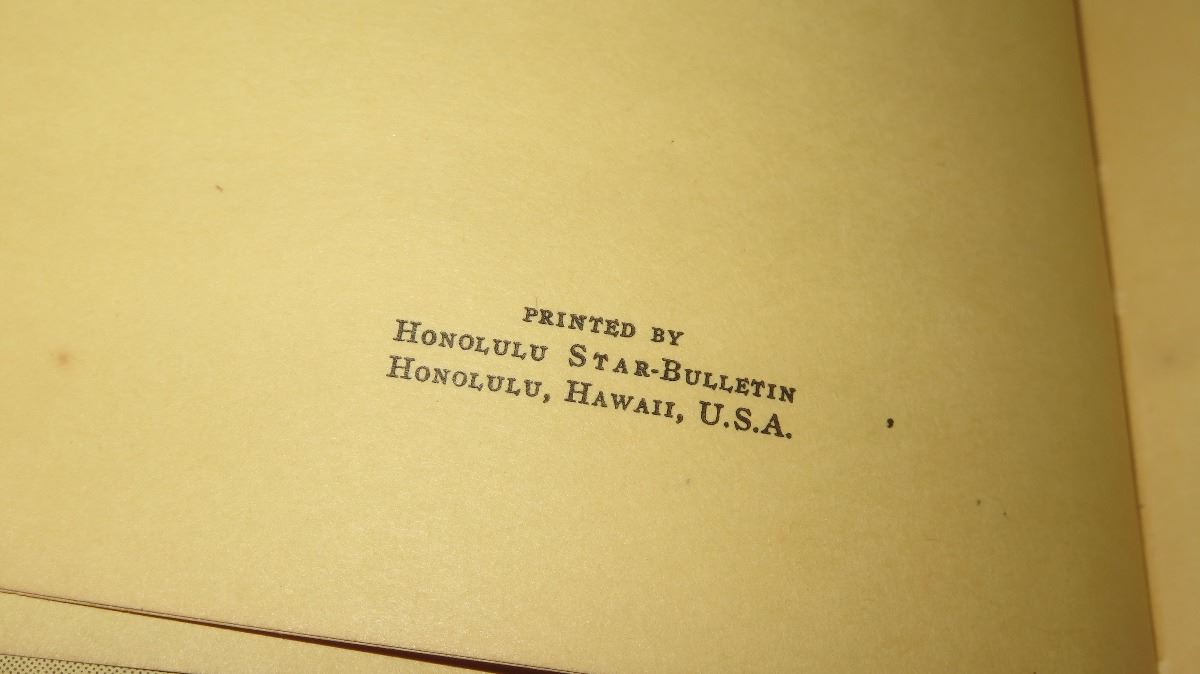 PRINTED BY
HONOLULU STAR-BULLETIN
HONOLULU, HAWAII, U.S.A.